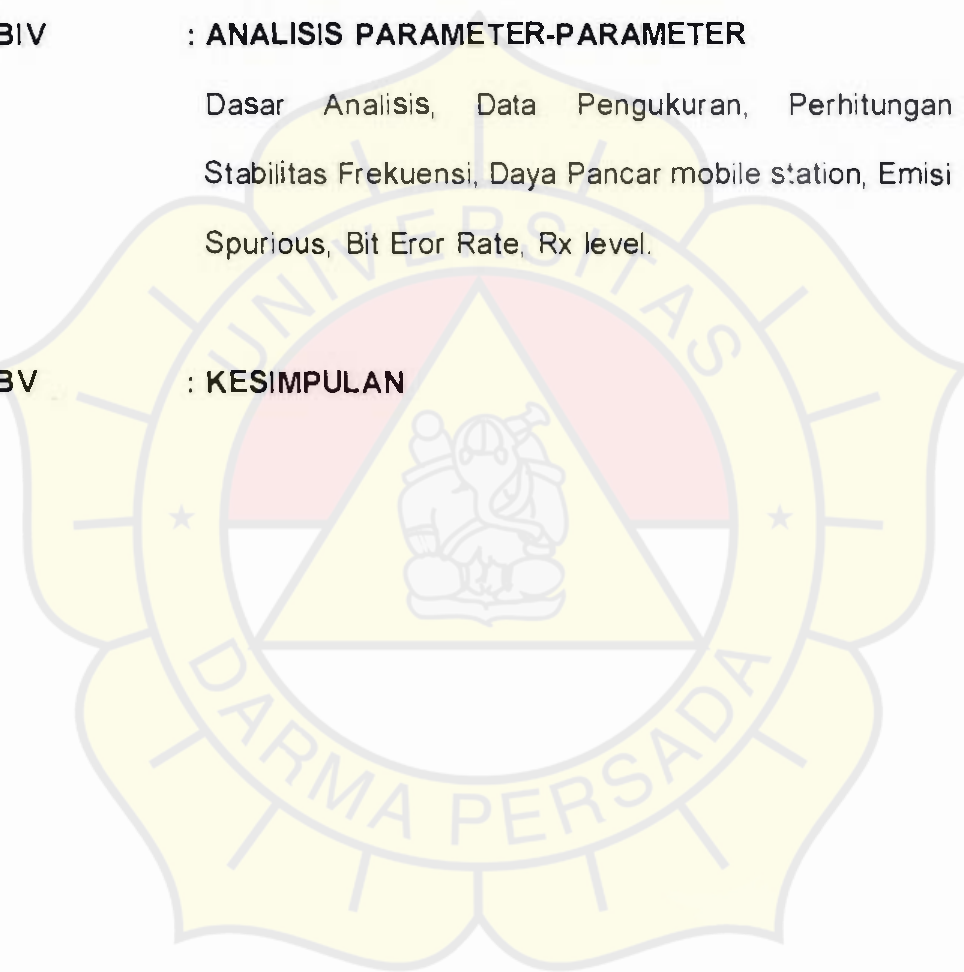 BIV : ANALISIS PARAMETER-PARAMETER
Dasar Analisis, Data Pengukuran, Perhitungan
Stabilitas Frekuensi, Daya Pancar mobile station, Emisi
Spurious, Bit Eror Rate, Rx level.
BV : KESIMPULAN
UNIVERSITAS
DARMA PERSADA